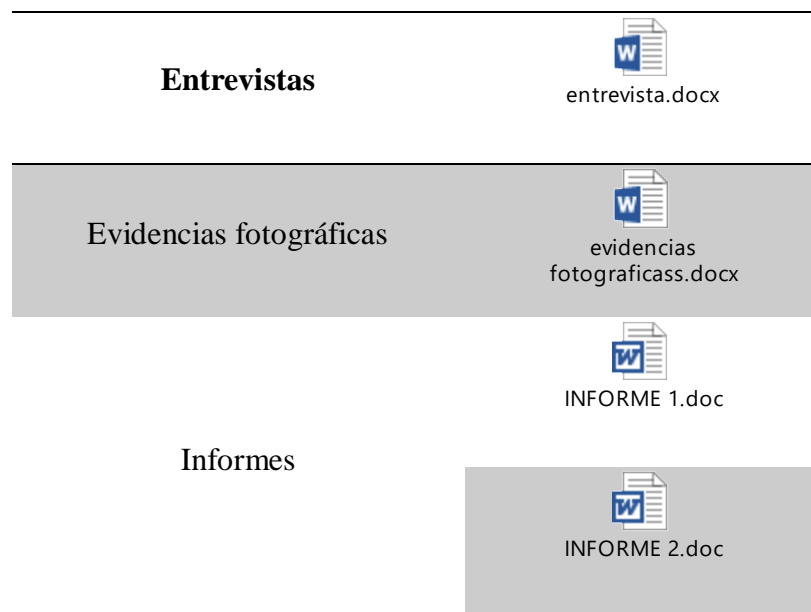 Entrevistas
entrevista.docx
Evidencias fotográficas
evidencias
fotograficass.docx
INFORME 1.doc
Informes
INFORME 2.doc